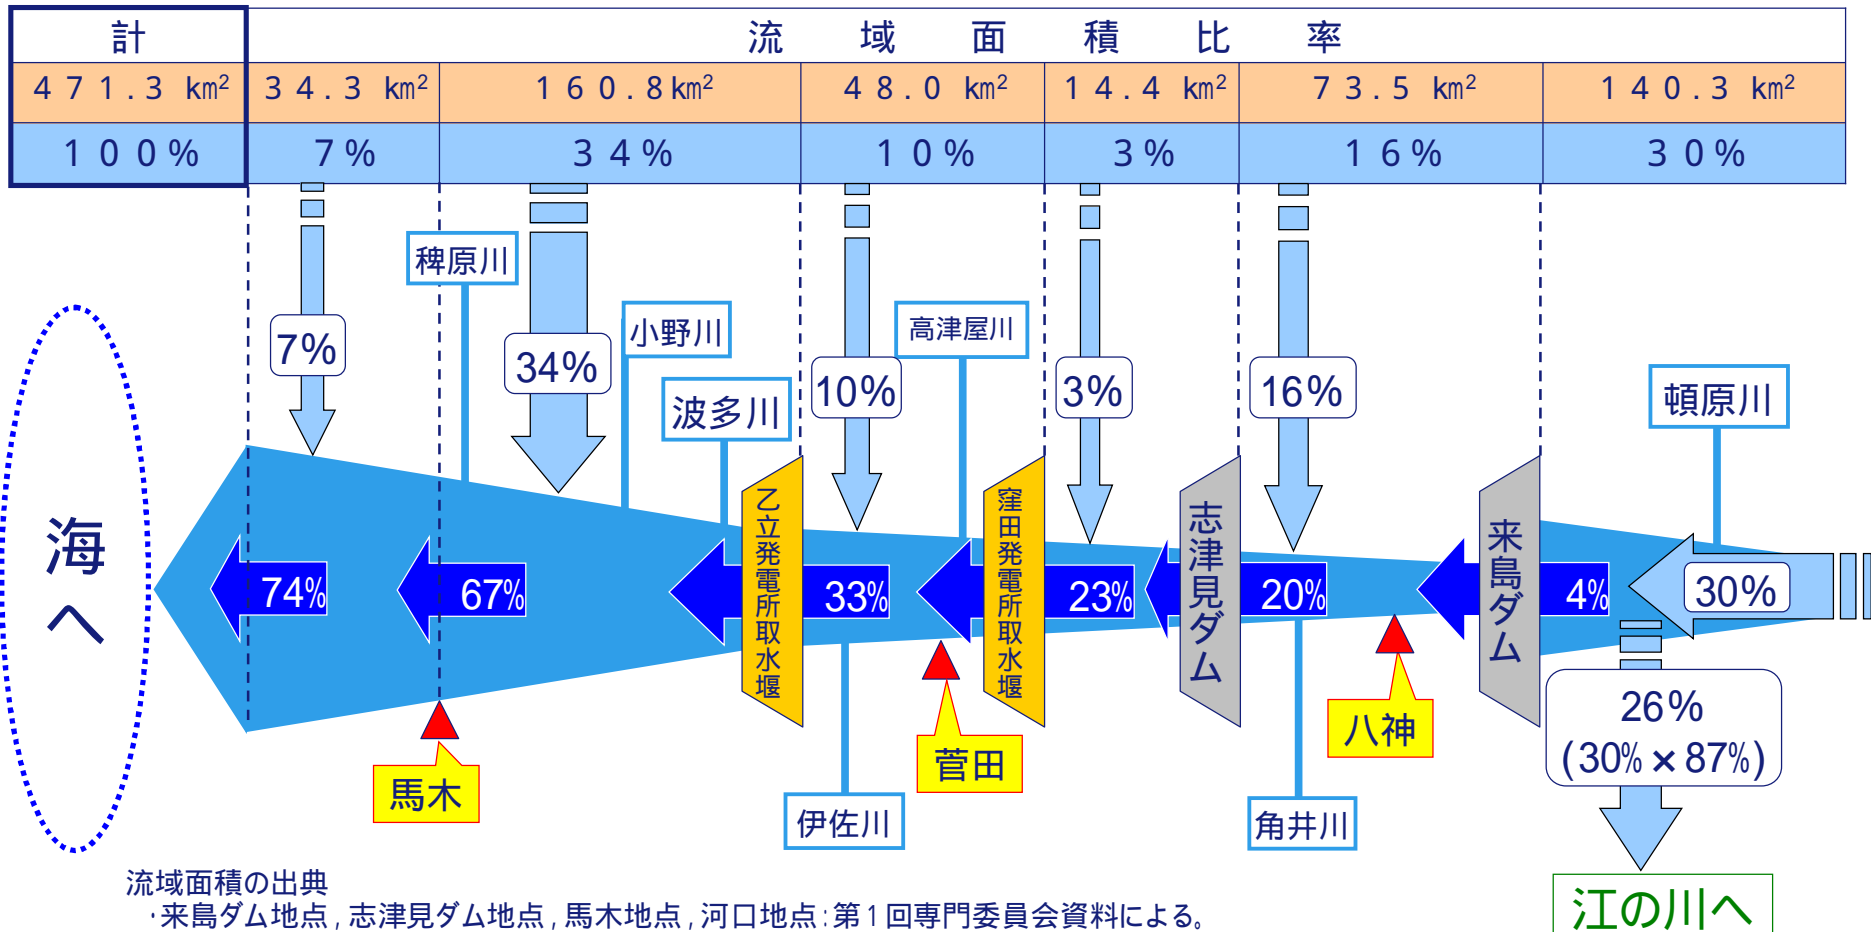 計 流域面積比率
471.3 km² 34.3 km² 160.8km² 48.0 km² 14.4 km² 73.5 km² 140.3 km²
100% 7% 34% 10% 3% 16% 30%
稗原川
小野川
高津屋川
7%
34%
10%
3%
16%
波多川
頓原川
海へ
乙立発電所取水堰
窪田発電所取水堰
志津見ダム
来島ダム
74%
67%
33%
23%
20%
4%
30%
馬木
菅田
八神
伊佐川
角井川
26%
(30%×87%)
江の川へ
流域面積の出典
・来島ダム地点,志津見ダム地点,馬木地点,河口地点:第1回専門委員会資料による。